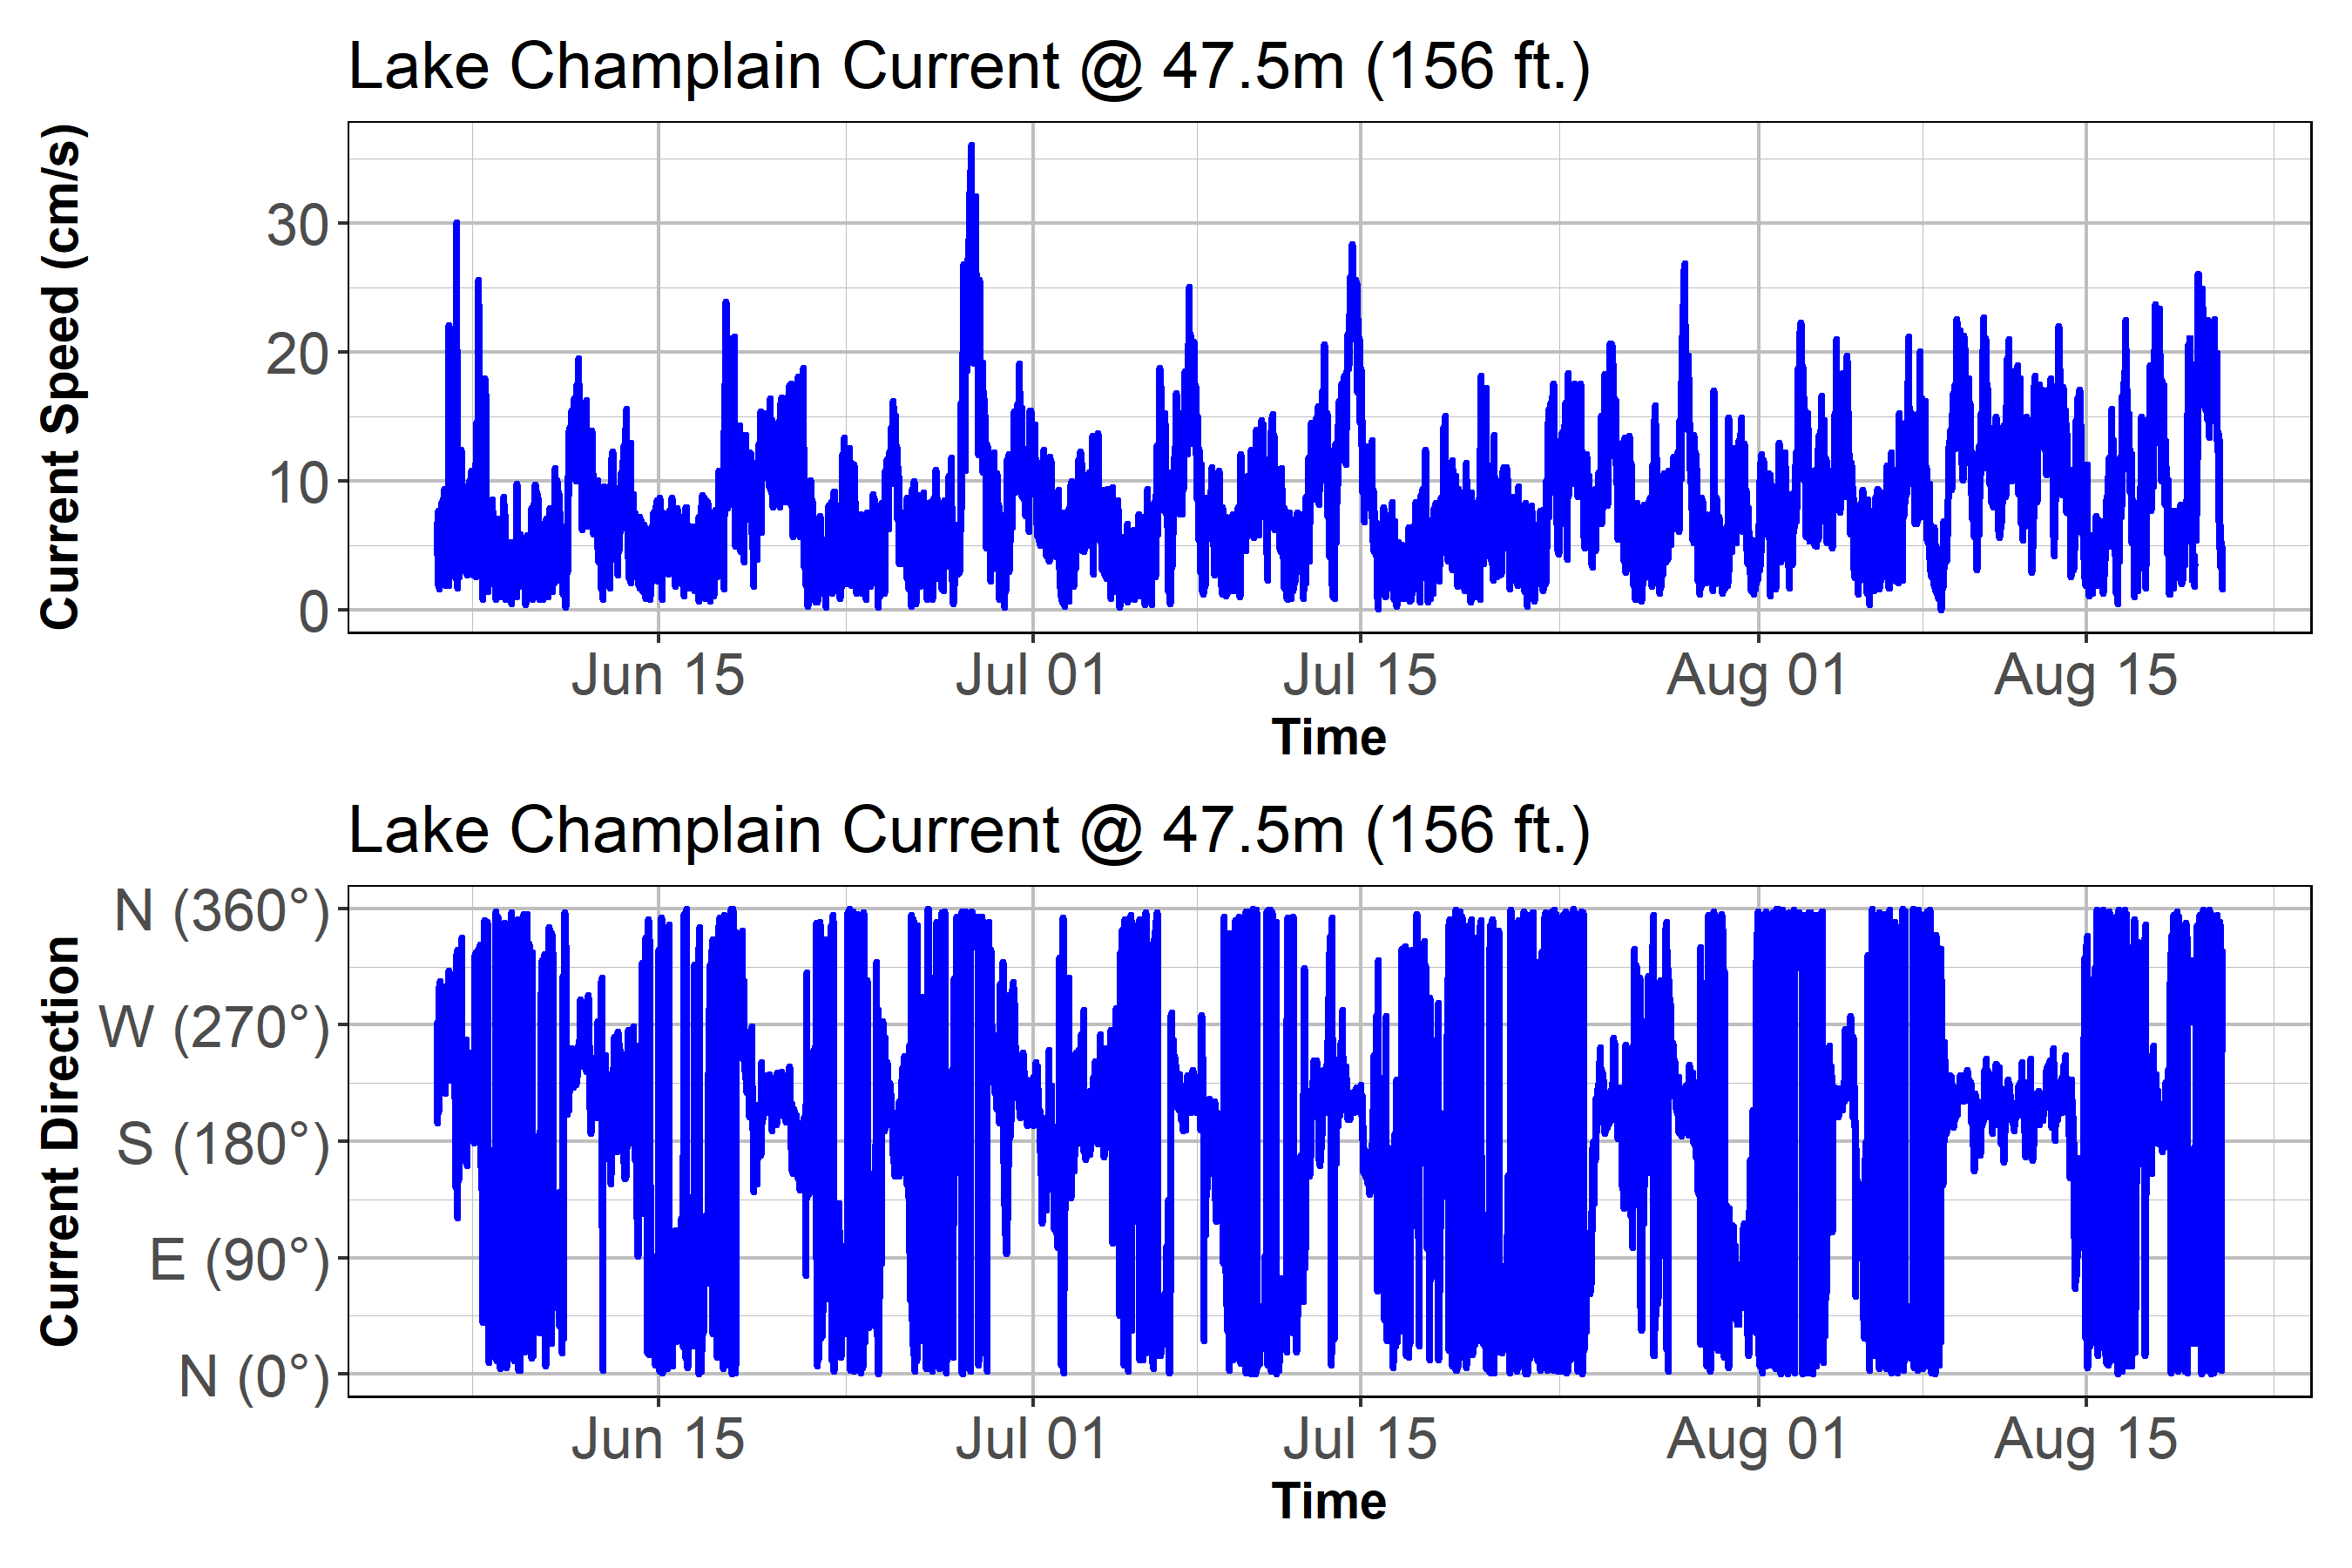 Lake Champlain Current @ 47.5m (156 ft.)
Current Speed (cm/s)
30
20
10
0
Jun 15
Jul 01
Jul 15
Aug 01
Aug 15
Time
Lake Champlain Current @ 47.5m (156 ft.)
Current Direction
N (360°)
W (270°)
S (180°)
E (90°)
N (0°)
Jun 15
Jul 01
Jul 15
Aug 01
Aug 15
Time